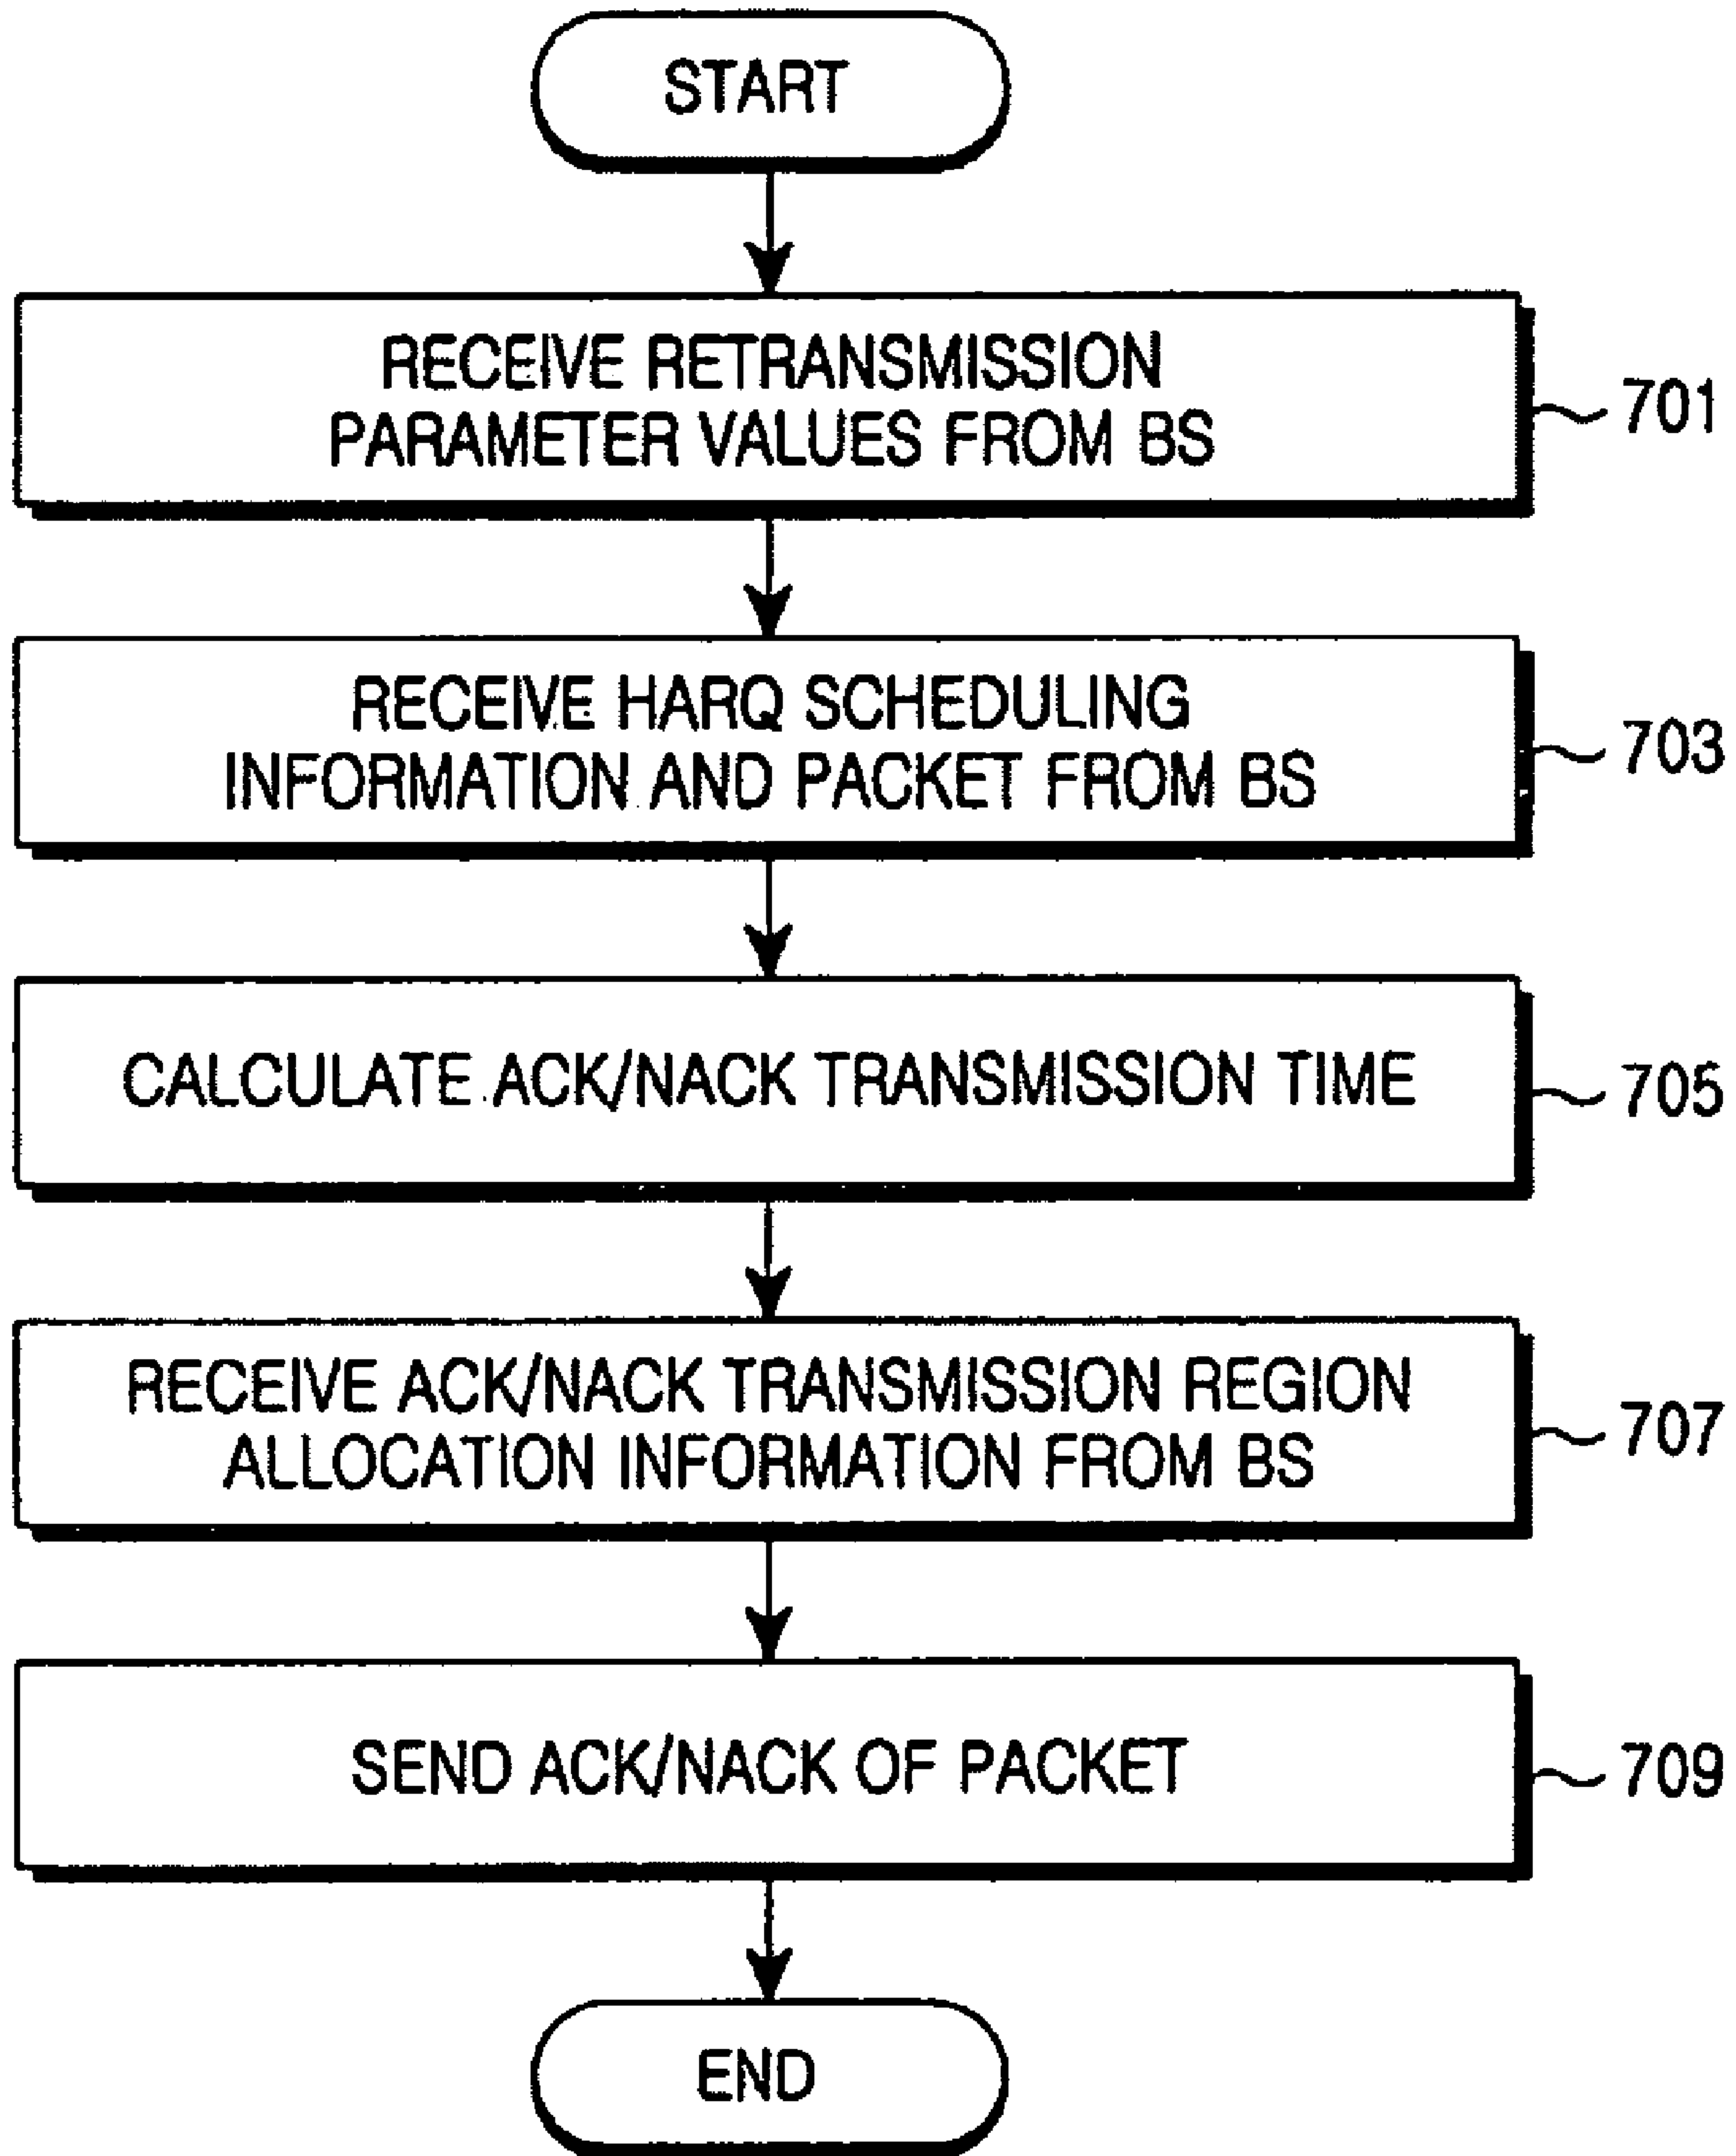 START
RECEIVE RETRANSMISSION
PARAMETER VALUES FROM BS
701
RECEIVE HARQ SCHEDULING
INFORMATION AND PACKET FROM BS
703
CALCULATE ACK/NACK TRANSMISSION TIME
705
RECEIVE ACK/NACK TRANSMISSION REGION
ALLOCATION INFORMATION FROM BS
707
SEND ACK/NACK OF PACKET
709
END